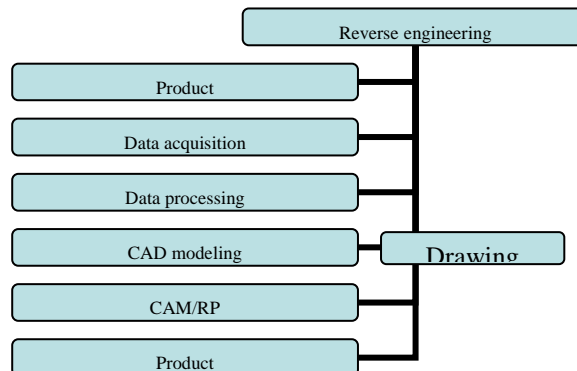 Reverse engineering
Product
Data acquisition
Data processing
CAD modeling
Drawing
CAM/RP
Product